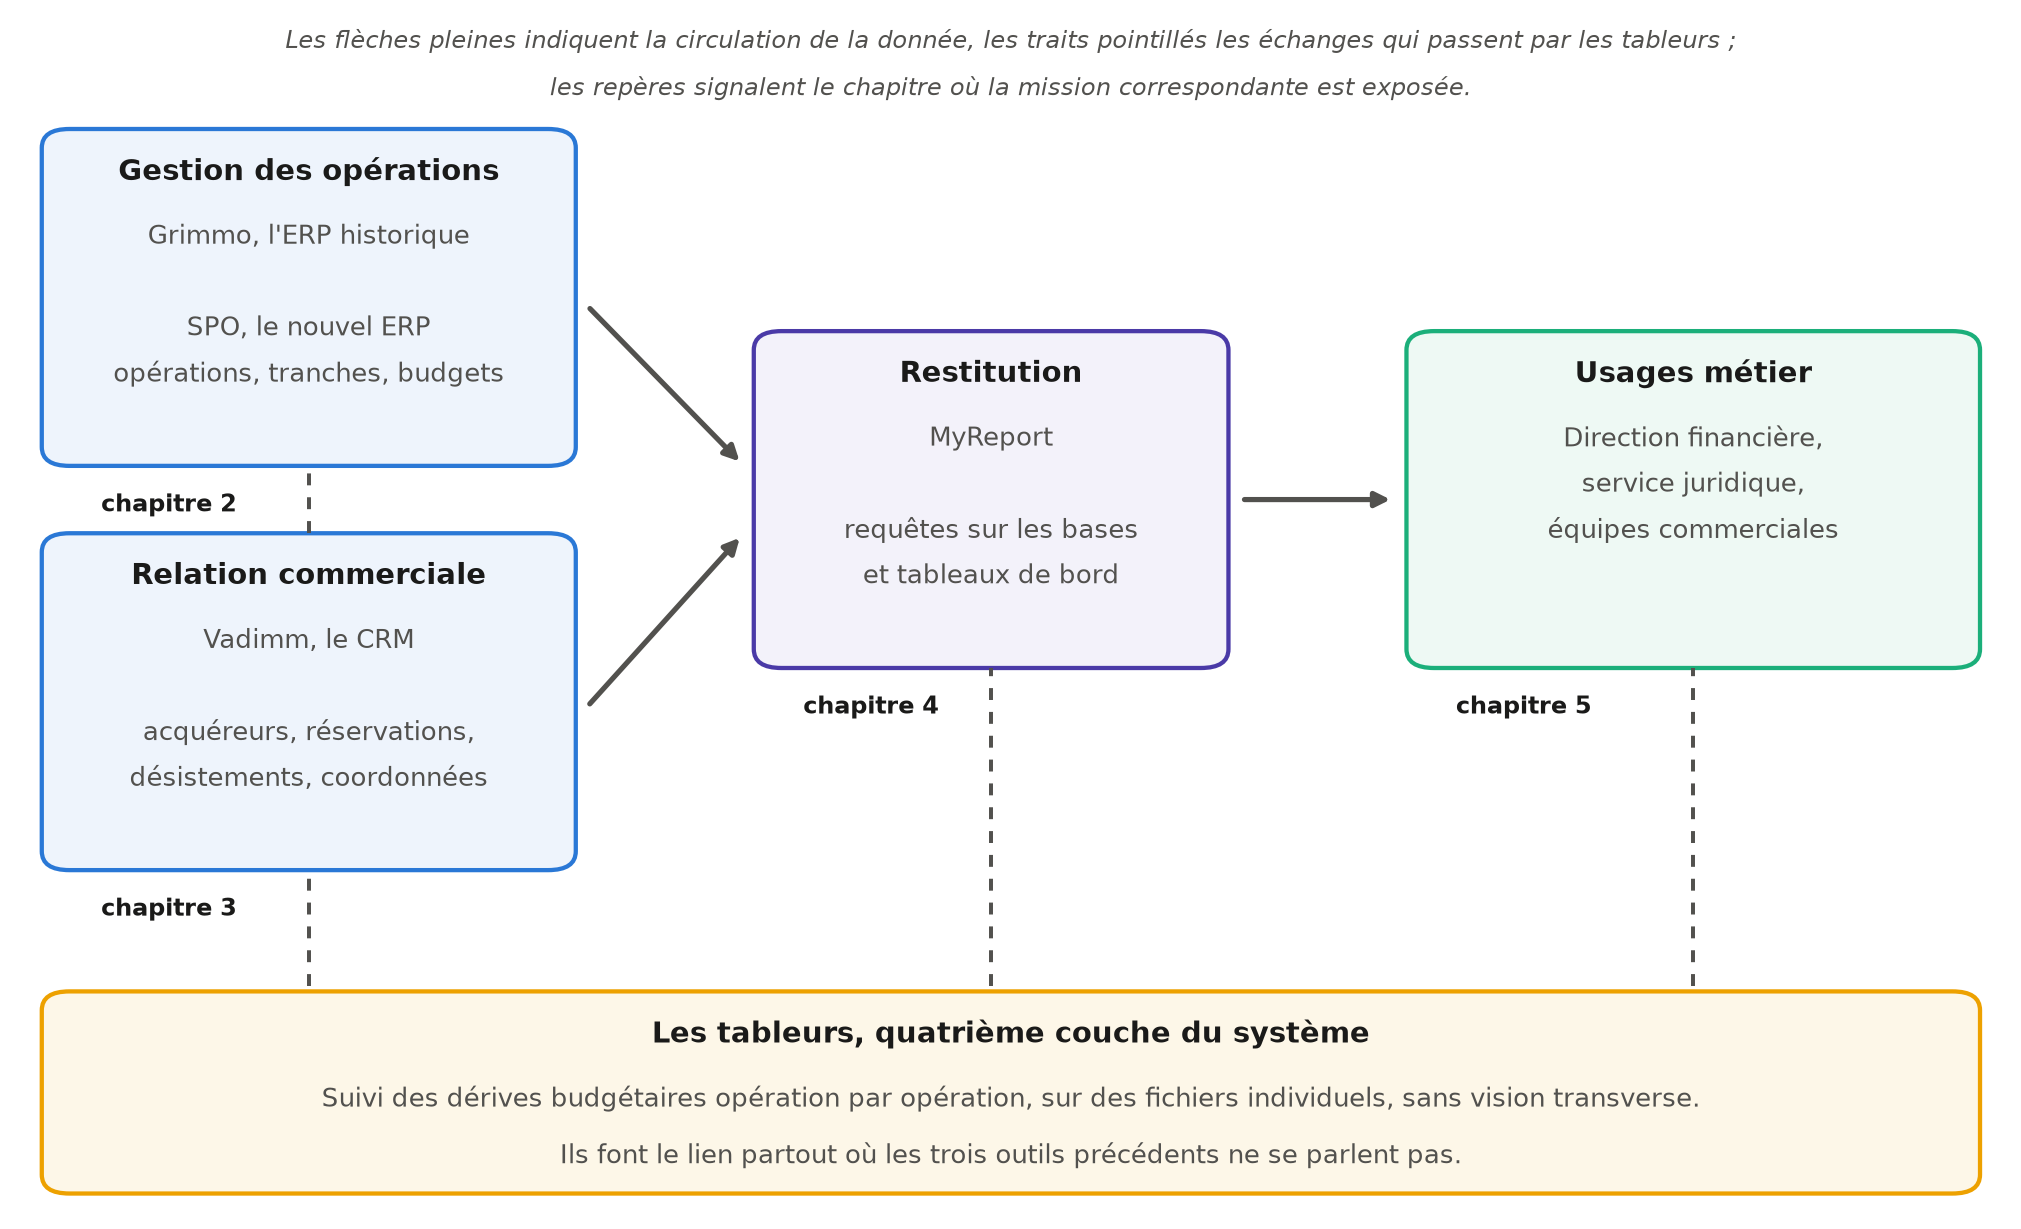 Les flèches pleines indiquent la circulation de la donnée, les traits pointillés les échanges qui passent par les tableurs ;
les repères signalent le chapitre où la mission correspondante est exposée.
Gestion des opérations
Grimmo, l'ERP historique
SPO, le nouvel ERP
opérations, tranches, budgets
chapitre 2
Relation commerciale
Vadimm, le CRM
acquéreurs, réservations,
désistements, coordonnées
chapitre 3
Restitution
MyReport
requêtes sur les bases
et tableaux de bord
chapitre 4
Usages métier
Direction financière,
service juridique,
équipes commerciales
chapitre 5
Les tableurs, quatrième couche du système
Suivi des dérives budgétaires opération par opération, sur des fichiers individuels, sans vision transverse.
Ils font le lien partout où les trois outils précédents ne se parlent pas.